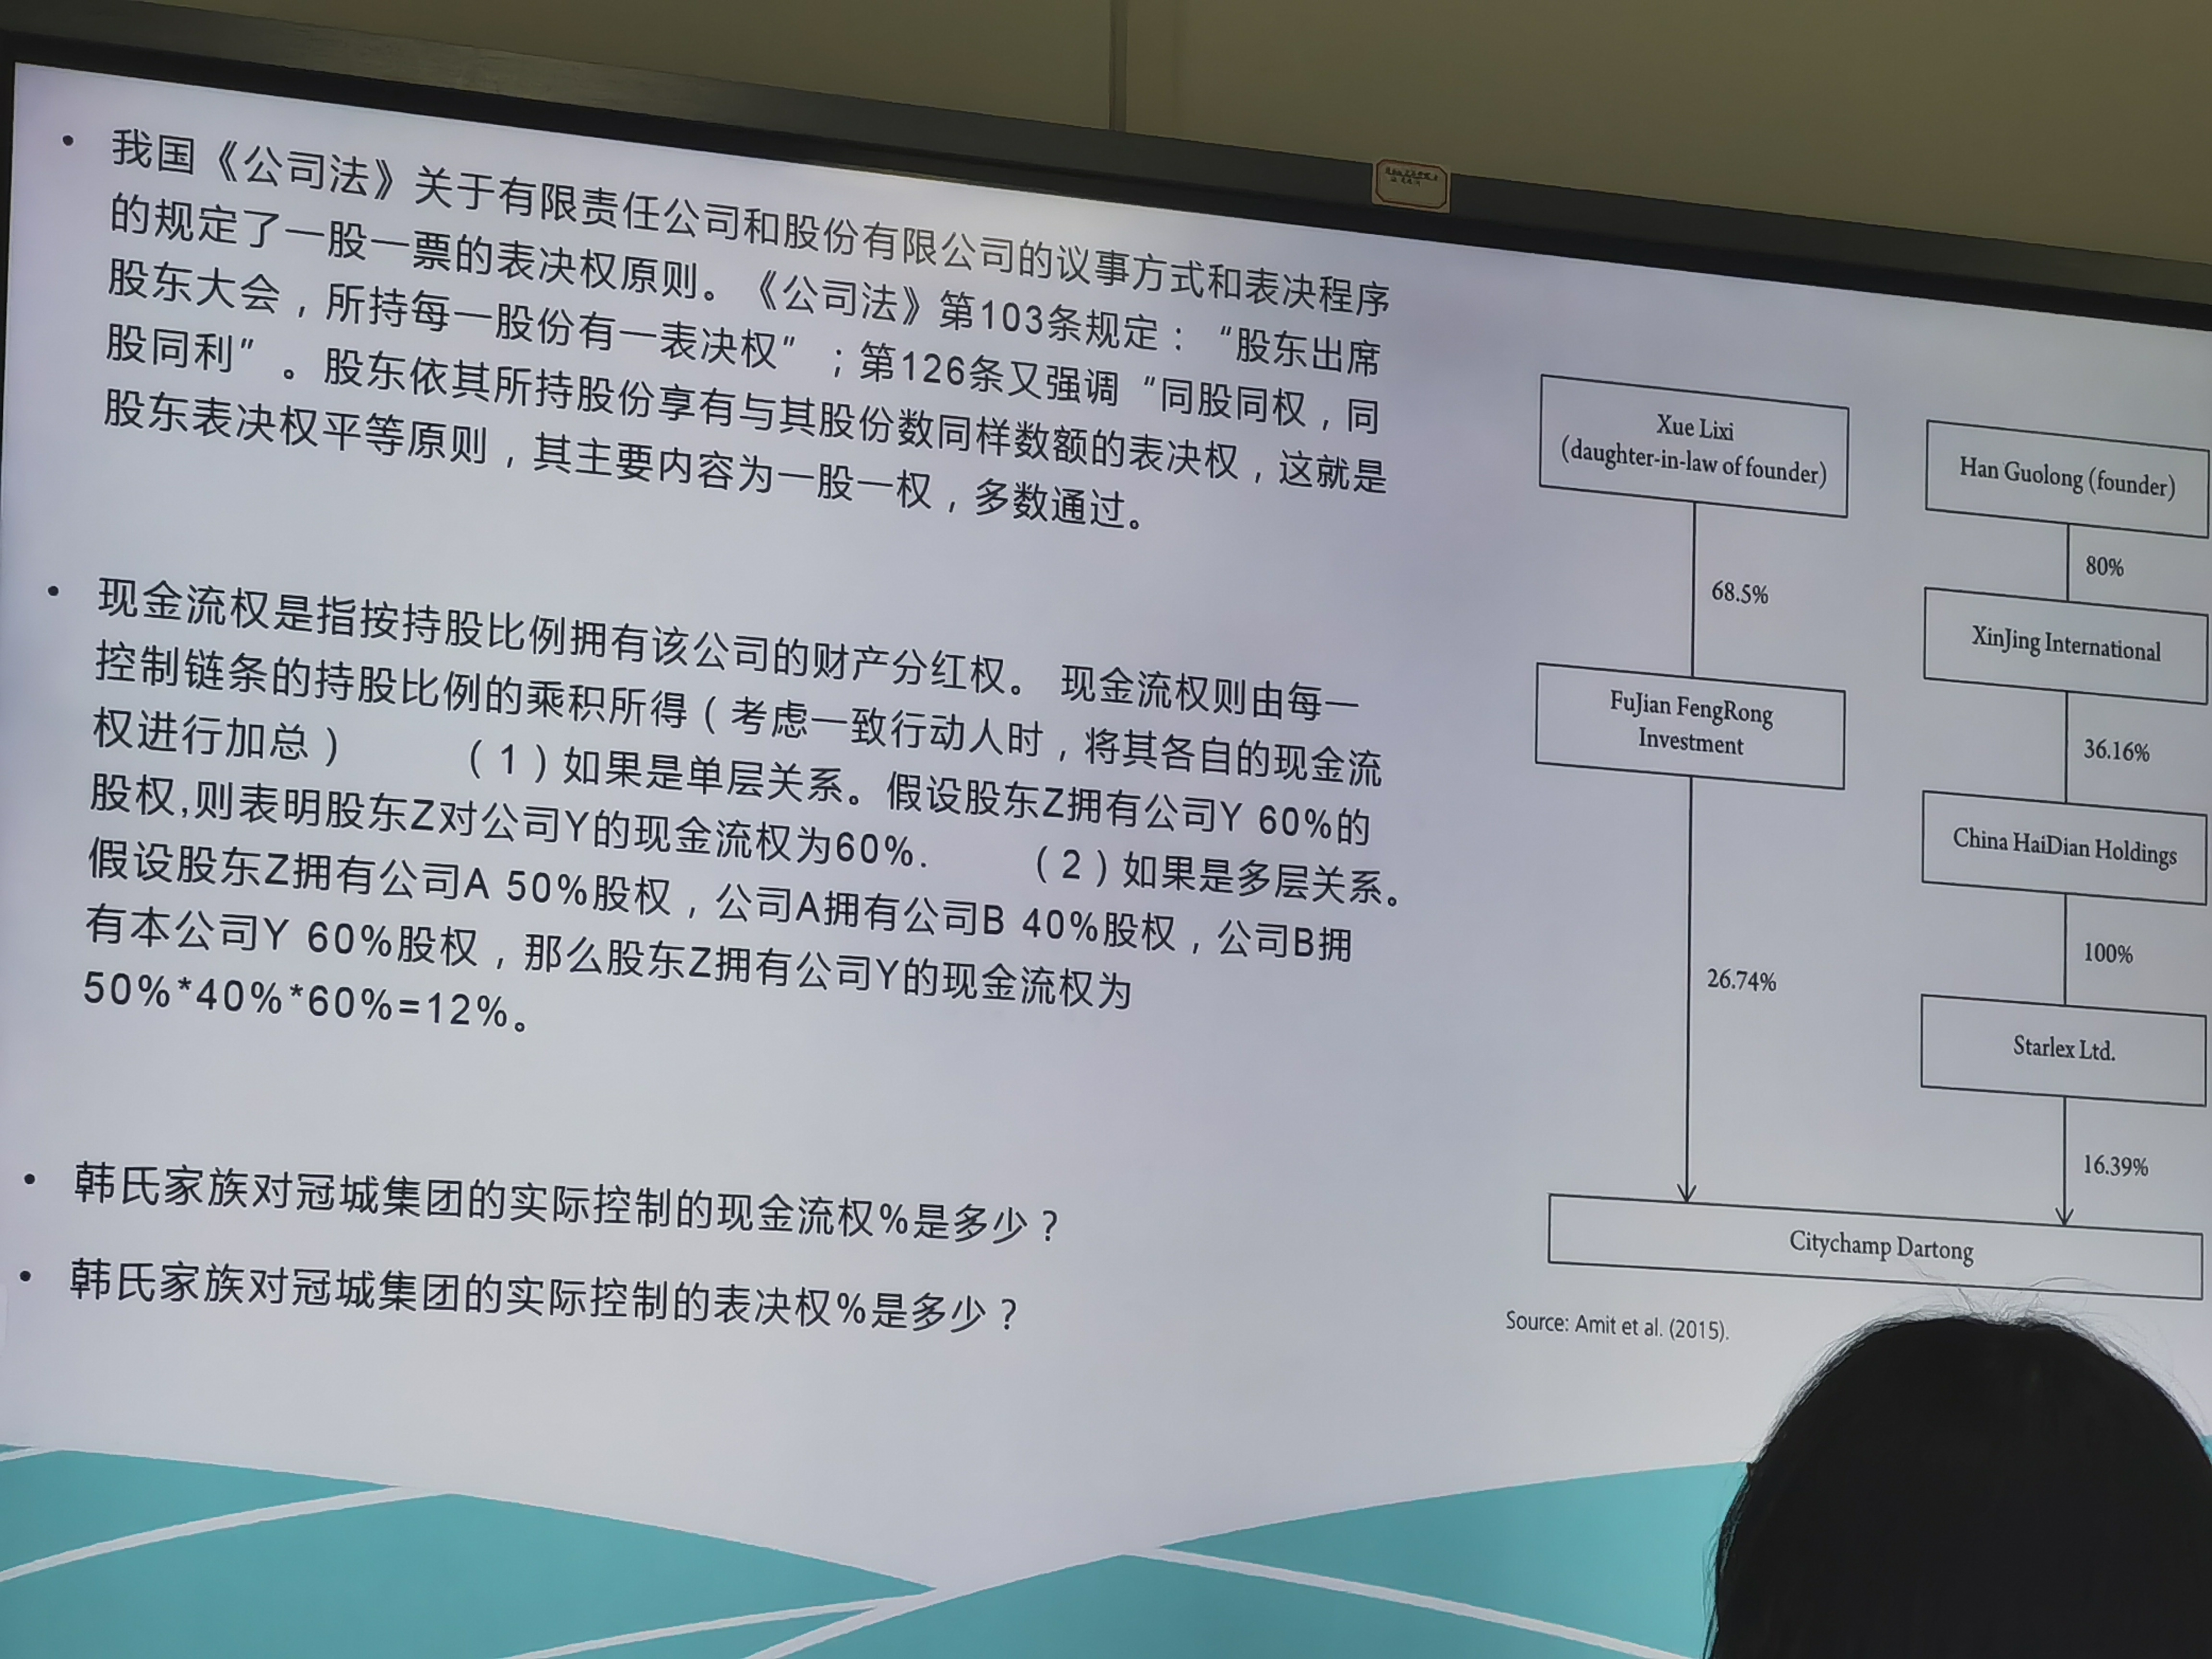 • 我国《公司法》关于有限责任公司和股份有限公司的议事方式和表决程序
的规定了一股一票的表决权原则。《公司法》第103条规定：“股东出席
股东大会，所持每一股份有一表决权”；第126条又强调“同股同权，同
股同利”。股东依其所持股份享有与其股份数同样数额的表决权，这就是
股东表决权平等原则，其主要内容为一股一权，多数通过。
• 现金流权是指按持股比例拥有该公司的财产分红权。 现金流权则由每一
控制链条的持股比例的乘积所得（考虑一致行动人时，将其各自的现金流
权进行加总） （1）如果是单层关系。假设股东Z拥有公司Y 60%的
股权,则表明股东Z对公司Y的现金流权为60%. （2）如果是多层关系。
假设股东Z拥有公司A 50%股权，公司A拥有公司B 40%股权，公司B拥
有本公司Y 60%股权，那么股东Z拥有公司Y的现金流权为
50%*40%*60%=12%。
• 韩氏家族对冠城集团的实际控制的现金流权%是多少？
• 韩氏家族对冠城集团的实际控制的表决权%是多少？
Xue Lixi
(daughter-in-law of founder)
68.5%
FuJian FengRong
Investment
26.74%
Han Guolong (founder)
80%
XinJing International
36.16%
China HaiDian Holdings
100%
Starlex Ltd.
16.39%
Citychamp Dartong
Source: Amit et al. (2015).